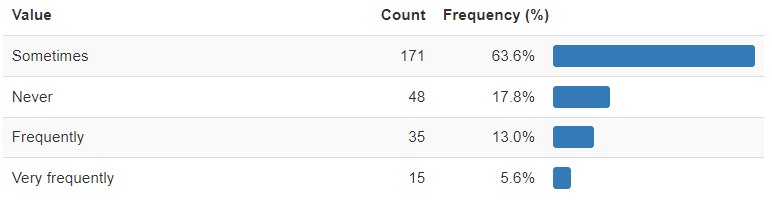 Value Count Frequency (%)
Sometimes 171 63.6%
Never 48 17.8%
Frequently 35 13.0%
Very frequently 15 5.6%